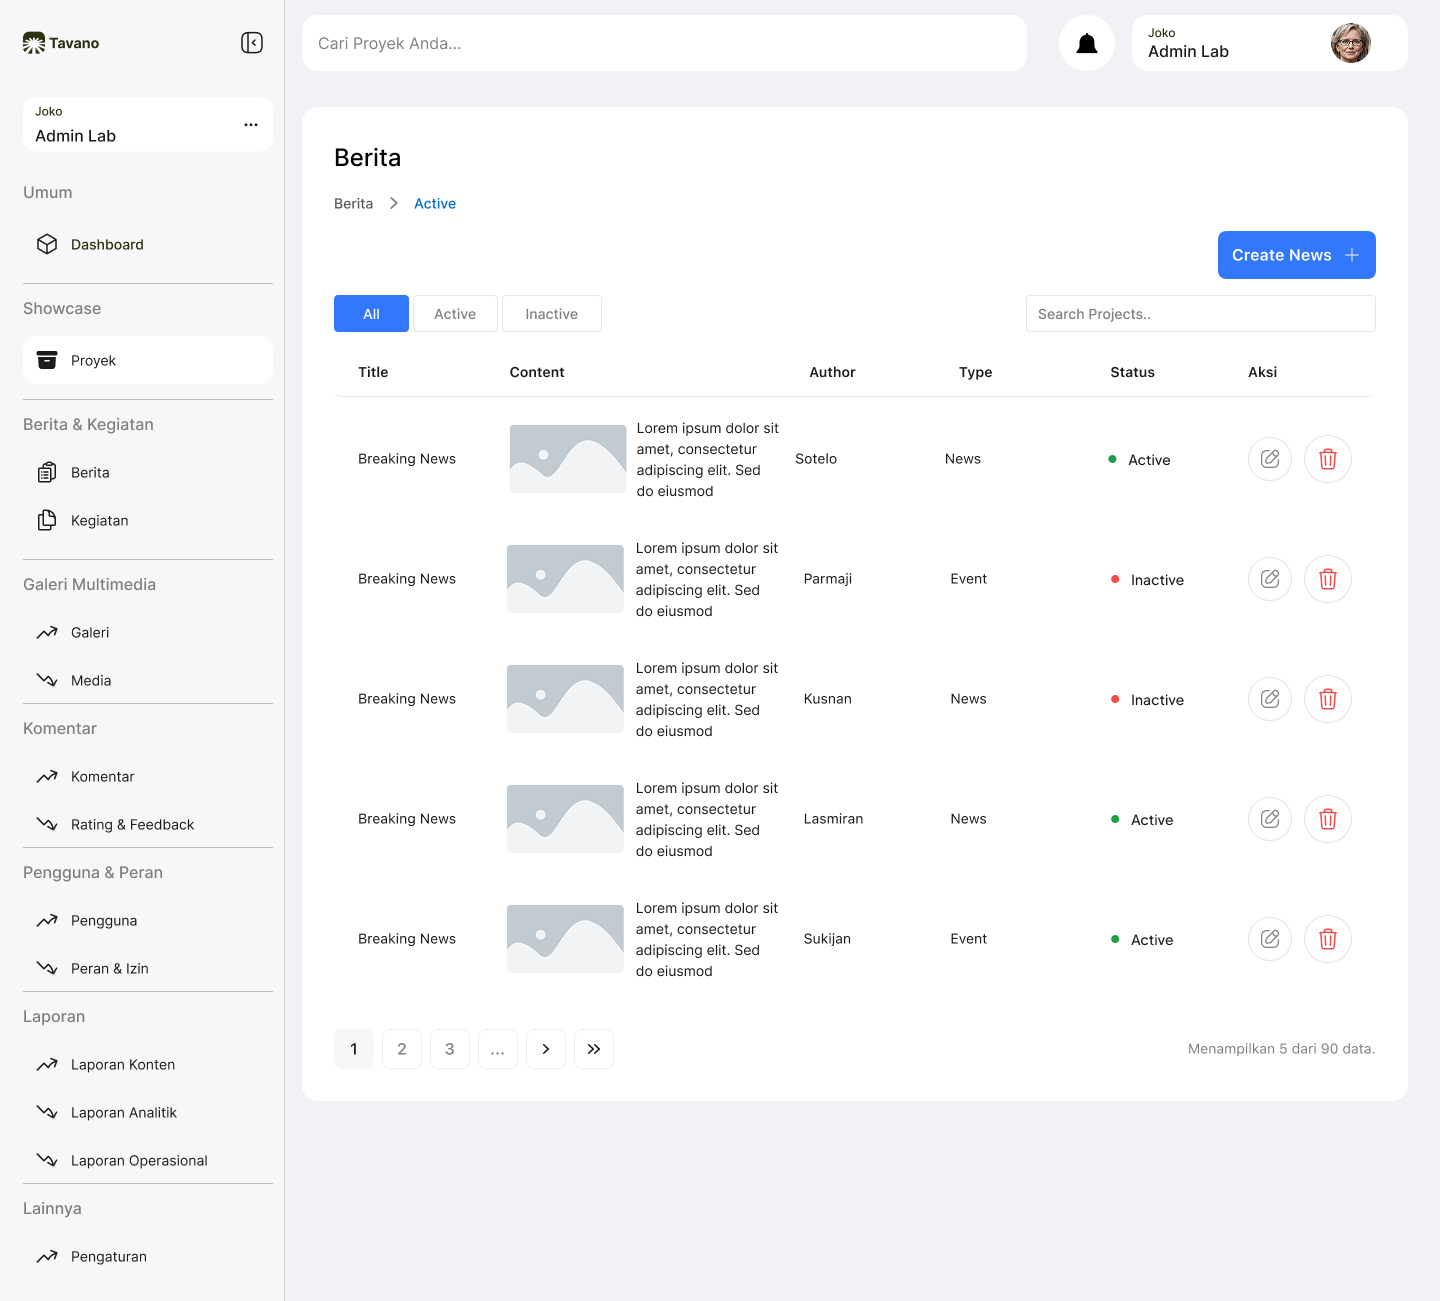 Tavano
Joko
Admin Lab
...
Umum
Dashboard
Showcase
Proyek
Berita & Kegiatan
Berita
Kegiatan
Galeri Multimedia
Galeri
Media
Komentar
Komentar
Rating & Feedback
Pengguna & Peran
Pengguna
Peran & Izin
Laporan
Laporan Konten
Laporan Analitik
Laporan Operasional
Lainnya
Pengaturan
Cari Proyek Anda...
Joko
Admin Lab
Berita
Berita > Active
Create News +
All Active Inactive
Search Projects..
Title Content Author Type Status Aksi
Breaking News
Lorem ipsum dolor sit
amet, consectetur
adipiscing elit. Sed
do eiusmod
Sotelo News Active
Breaking News
Lorem ipsum dolor sit
amet, consectetur
adipiscing elit. Sed
do eiusmod
Parmaji Event Inactive
Breaking News
Lorem ipsum dolor sit
amet, consectetur
adipiscing elit. Sed
do eiusmod
Kusnan News Inactive
Breaking News
Lorem ipsum dolor sit
amet, consectetur
adipiscing elit. Sed
do eiusmod
Lasmiran News Active
Breaking News
Lorem ipsum dolor sit
amet, consectetur
adipiscing elit. Sed
do eiusmod
Sukijan Event Active
1 2 3 ... > >>
Menampilkan 5 dari 90 data.